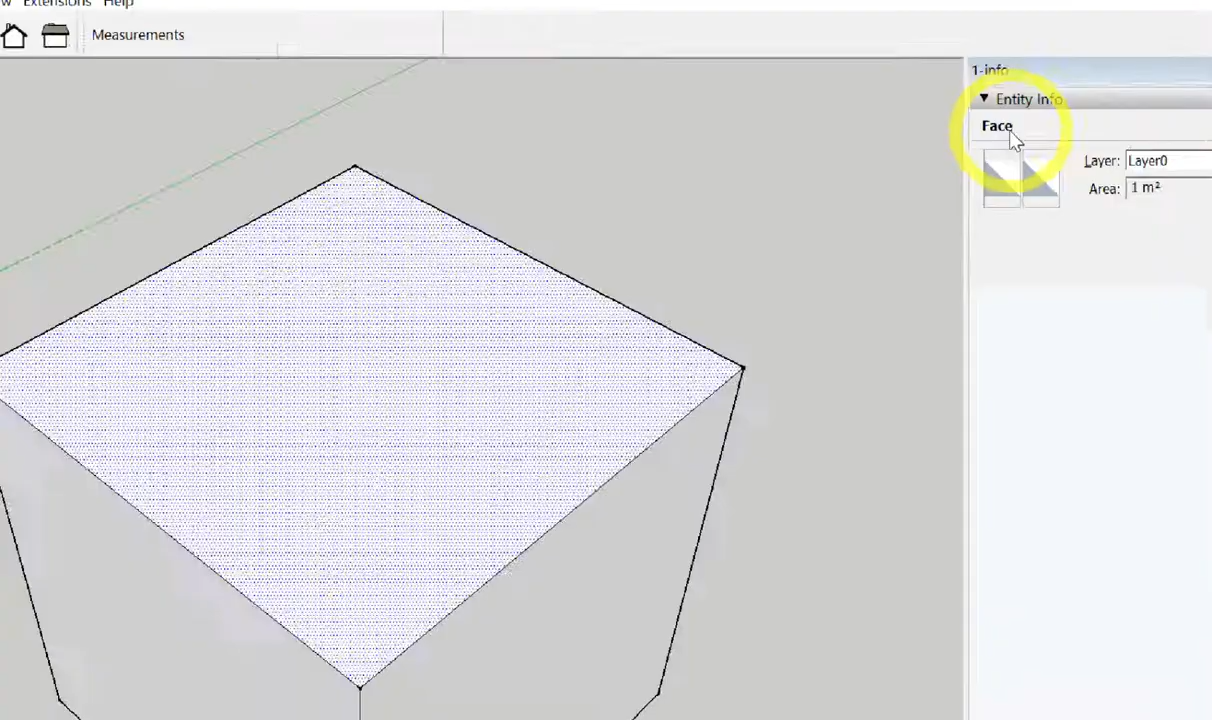 Extensions Help
Measurements
1-info
Entity Info
Face
Layer: Layer0
Area: 1 m²